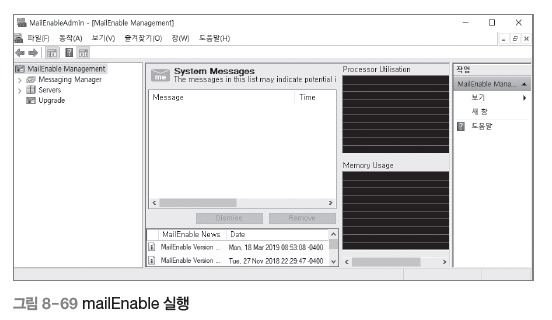 MailEnableAdmin - [MailEnable Management]
파일(F) 동작(A) 보기(V) 즐겨찾기(O) 창(W) 도움말(H)
MailEnable Management
Messaging Manager
Servers
Upgrade
me
System Messages
The messages in this list may indicate potential i
Message Time
Dismiss Remove
MailEnable News Date
MailEnable Version ... Mon, 18 Mar 2019 08:53:08 -0400
MailEnable Version ... Tue, 27 Nov 2018 22:29:47 -0400
Processor Utilisation
Memory Usage
작업
MailEnable Mana...
보기
새 창
도움말
그림 8-69 mailEnable 실행